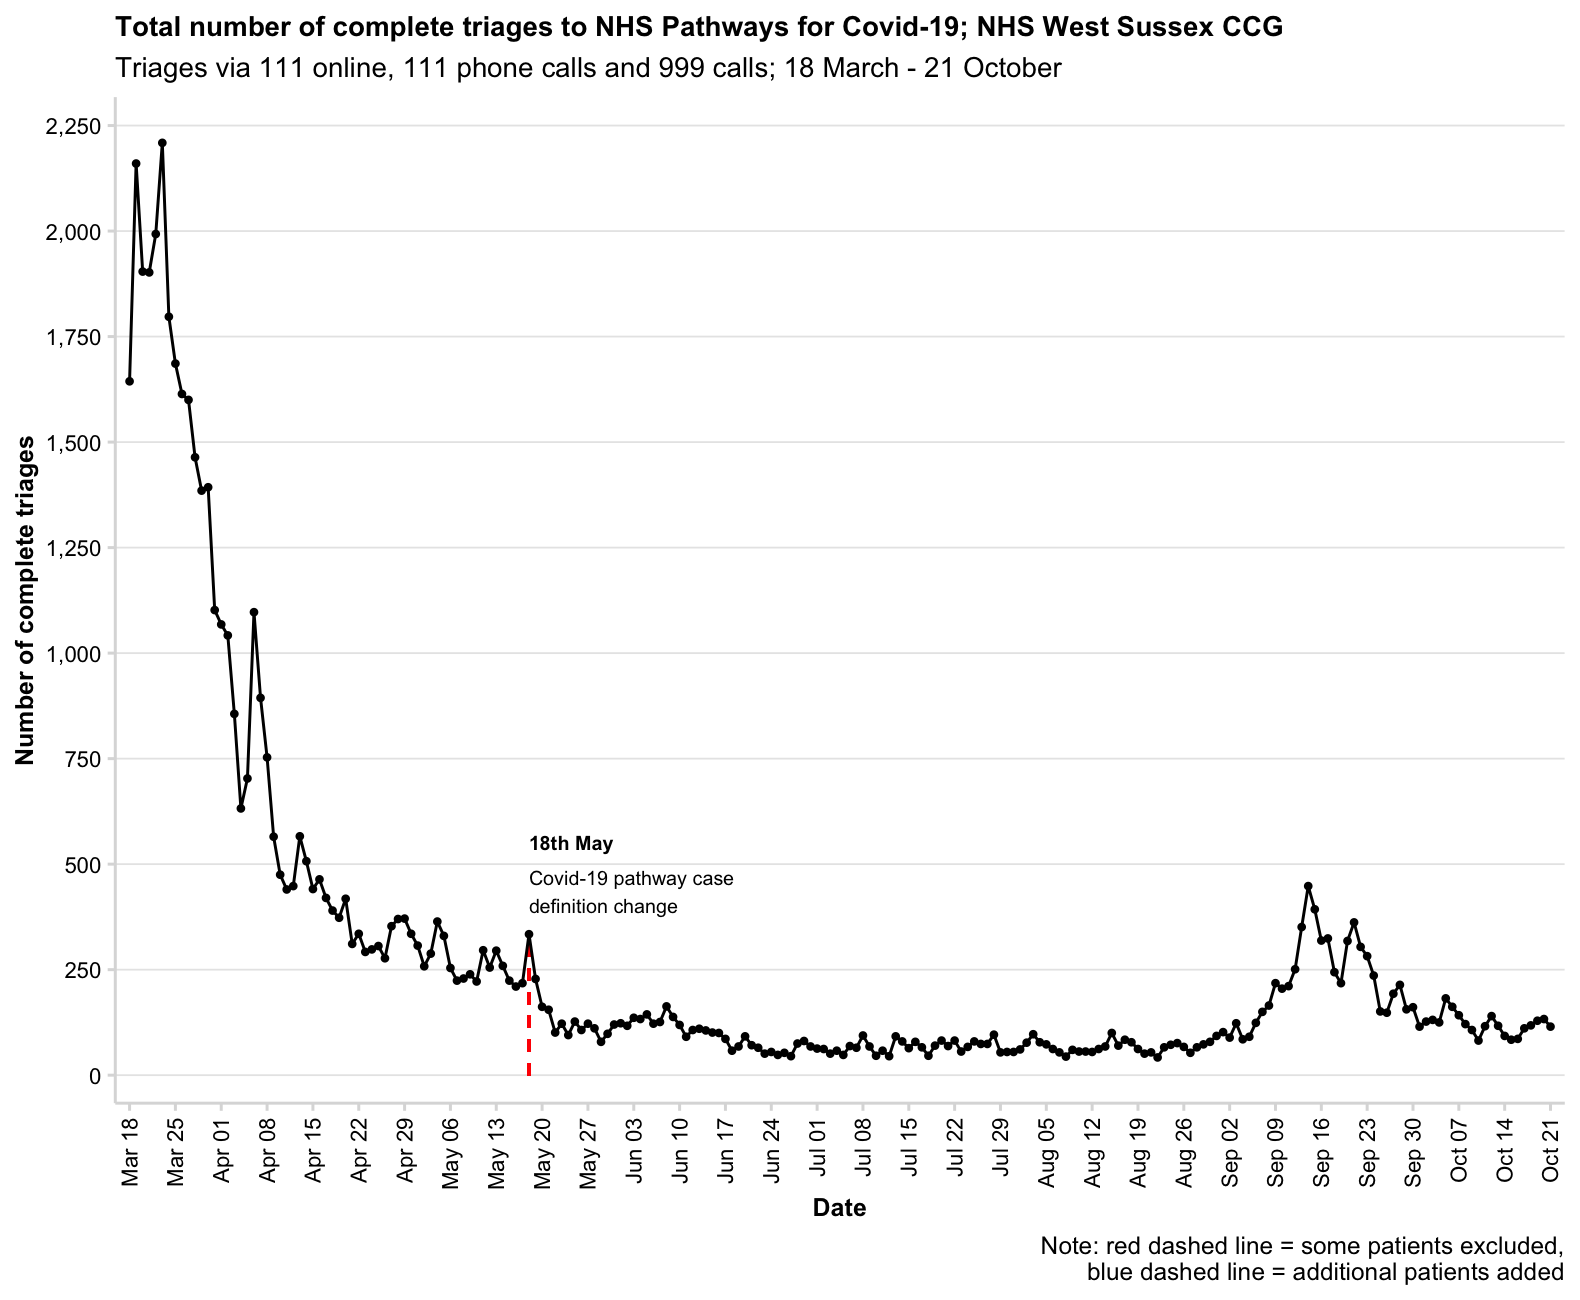 Total number of complete triages to NHS Pathways for Covid-19; NHS West Sussex CCG
Triages via 111 online, 111 phone calls and 999 calls; 18 March - 21 October
Number of complete triages
2,250
2,000
1,750
1,500
1,250
1,000
750
500
250
0
18th May
Covid-19 pathway case
definition change
Mar 18
Mar 25
Apr 01
Apr 08
Apr 15
Apr 22
Apr 29
May 06
May 13
May 20
May 27
Jun 03
Jun 10
Jun 17
Jun 24
Jul 01
Jul 08
Jul 15
Jul 22
Jul 29
Aug 05
Aug 12
Aug 19
Aug 26
Sep 02
Sep 09
Sep 16
Sep 23
Sep 30
Oct 07
Oct 14
Oct 21
Date
Note: red dashed line = some patients excluded,
blue dashed line = additional patients added